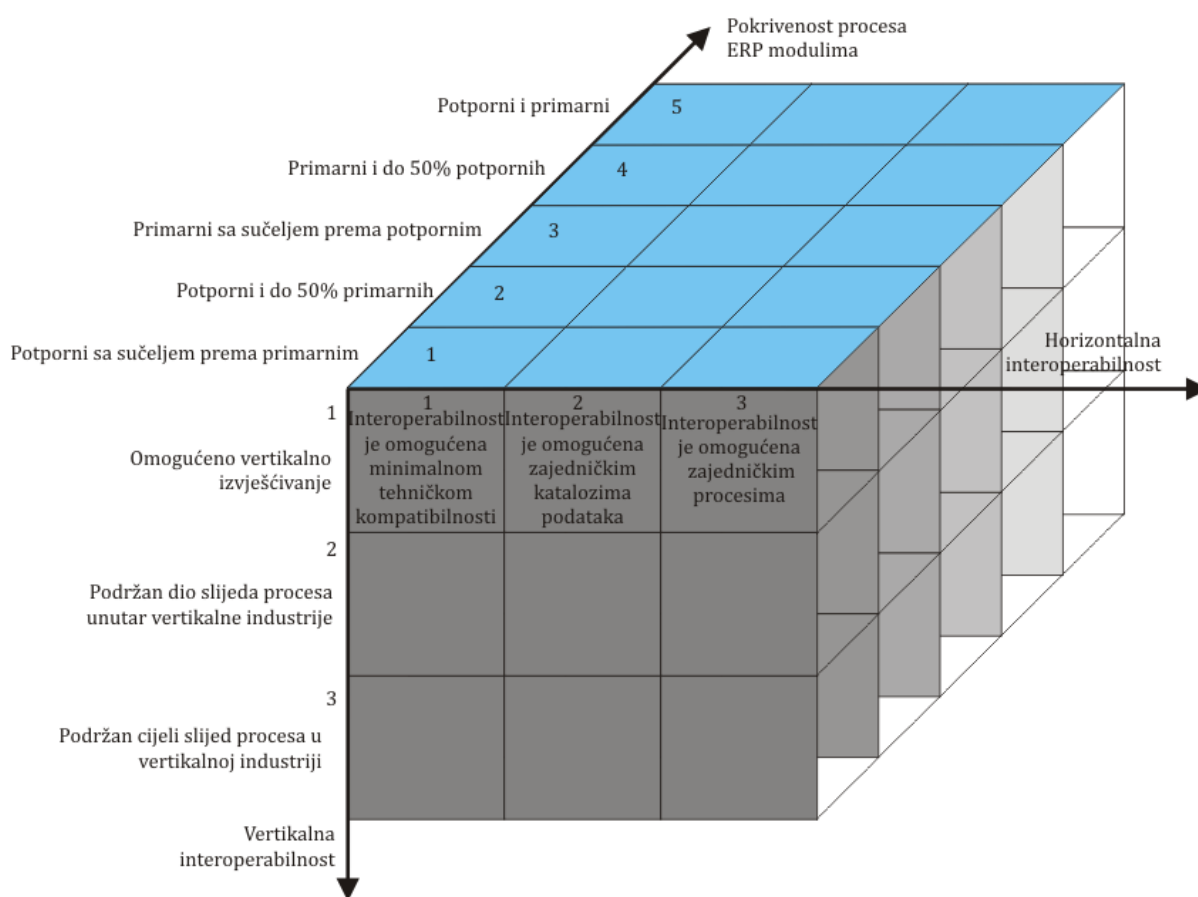 Pokrivenost procesa
ERP modulima
Potporni i primarni
5
Primarni i do 50% potpornih
4
Primarni sa sučeljem prema potpornim
3
Potporni i do 50% primarnih
2
Potporni sa sučeljem prema primarnim
1
Horizontalna
interoperabilnost
1
Omogućeno vertikalno
izvješćivanje
1
Interoperabilnost
je omogućena
minimalnom
tehničkom
kompatibilnosti
2
Interoperabilnost
je omogućena
zajedničkim
katalozima
podataka
3
Interoperabilnost
je omogućena
zajedničkim
procesima
2
Podržan dio slijeda procesa
unutar vertikalne industrije
3
Podržan cijeli slijed procesa u
vertikalnoj industriji
Vertikalna
interoperabilnost